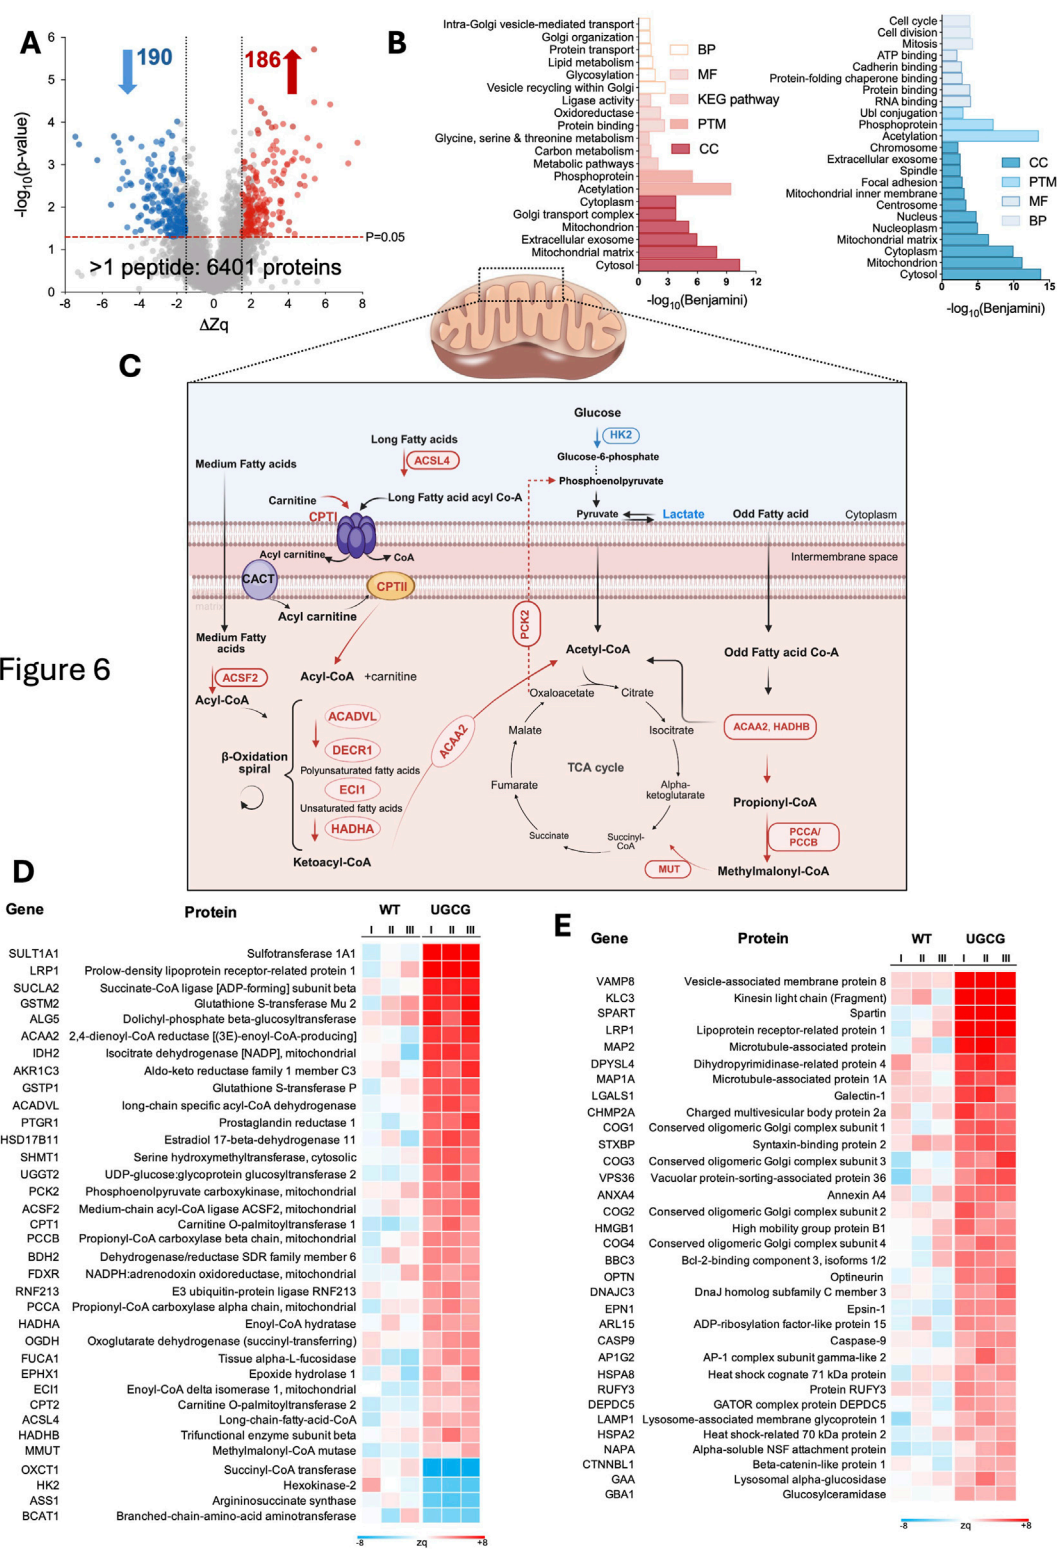 A
6
5
4
3
2
1
0
-8
-6
-4
-2
0
2
4
6
8
-log10(p-value)
ΔZq
190
186
P=0.05
>1 peptide: 6401 proteins
B
Intra-Golgi vesicle-mediated transport
Golgi organization
Protein transport
Lipid metabolism
Glycosylation
Vesicle recycling within Golgi
Ligase activity
Oxidoreductase
Protein binding
Glycine, serine & threonine metabolism
Carbon metabolism
Metabolic pathways
Phosphoprotein
Acetylation
Cytoplasm
Golgi transport complex
Mitochondrion
Extracellular exosome
Mitochondrial matrix
Cytosol
0 3 6 9 12
-log10(Benjamini)
BP
MF
KEG pathway
PTM
CC
Cell cycle
Cell division
Mitosis
ATP binding
Cadherin binding
Protein-folding chaperone binding
Protein binding
RNA binding
Ubl conjugation
Phosphoprotein
Acetylation
Chromosome
Extracellular exosome
Spindle
Focal adhesion
Mitochondrial inner membrane
Centrosome
Nucleus
Nucleoplasm
Mitochondrial matrix
Cytoplasm
Mitochondrion
Cytosol
0 5 10 15
-log10(Benjamini)
CC
PTM
MF
BP
C
Glucose
HK2
Glucose-6-phosphate
Phosphoenolpyruvate
Pyruvate
Lactate
Long Fatty acids
ACSL4
Medium Fatty acids
Carnitine
Long Fatty acid acyl Co-A
CPTI
Odd Fatty acid
Cytoplasm
Acyl carnitine
CoA
Intermembrane space
CACT
CPTII
matrix
Acyl carnitine
PCK2
Medium Fatty
acids
Acetyl-CoA
Odd Fatty acid Co-A
ACSF2
Acyl-CoA
Acyl-CoA +carnitine
Oxaloacetate
Citrate
ACADVL
ACAA2
Malate
Isocitrate
ACAA2, HADHB
β-Oxidation
spiral
DECR1
Polyunsaturated fatty acids
TCA cycle
ECI1
Fumarate
Alpha-
ketoglutarate
Unsaturated fatty acids
Propionyl-CoA
HADHA
Succinate
Succinyl-
CoA
PCCA/
PCCB
Ketoacyl-CoA
MUT
Methylmalonyl-CoA
Figure 6
D
Gene Protein WT UGCG
I II III I II III
SULT1A1 Sulfotransferase 1A1
LRP1 Prolow-density lipoprotein receptor-related protein 1
SUCLA2 Succinate-CoA ligase [ADP-forming] subunit beta
GSTM2 Glutathione S-transferase Mu 2
ALG5 Dolichyl-phosphate beta-glucosyltransferase
ACAA2 2,4-dienoyl-CoA reductase [(3E)-enoyl-CoA-producing]
IDH2 Isocitrate dehydrogenase [NADP], mitochondrial
AKR1C3 Aldo-keto reductase family 1 member C3
GSTP1 Glutathione S-transferase P
ACADVL long-chain specific acyl-CoA dehydrogenase
PTGR1 Prostaglandin reductase 1
HSD17B11 Estradiol 17-beta-dehydrogenase 11
SHMT1 Serine hydroxymethyltransferase, cytosolic
UGGT2 UDP-glucose:glycoprotein glucosyltransferase 2
PCK2 Phosphoenolpyruvate carboxykinase, mitochondrial
ACSF2 Medium-chain acyl-CoA ligase ACSF2, mitochondrial
CPT1 Carnitine O-palmitoyltransferase 1
PCCB Propionyl-CoA carboxylase beta chain, mitochondrial
BDH2 Dehydrogenase/reductase SDR family member 6
FDXR NADPH:adrenodoxin oxidoreductase, mitochondrial
RNF213 E3 ubiquitin-protein ligase RNF213
PCCA Propionyl-CoA carboxylase alpha chain, mitochondrial
HADHA Enoyl-CoA hydratase
OGDH Oxoglutarate dehydrogenase (succinyl-transferring)
FUCA1 Tissue alpha-L-fucosidase
EPHX1 Epoxide hydrolase 1
ECI1 Enoyl-CoA delta isomerase 1, mitochondrial
CPT2 Carnitine O-palmitoyltransferase 2
ACSL4 Long-chain-fatty-acid-CoA
HADHB Trifunctional enzyme subunit beta
MMUT Methylmalonyl-CoA mutase
OXCT1 Succinyl-CoA transferase
HK2 Hexokinase-2
ASS1 Argininosuccinate synthase
BCAT1 Branched-chain-amino-acid aminotransferase
-8 zq +8
E
Gene Protein WT UGCG
I II III I II III
VAMP8 Vesicle-associated membrane protein 8
KLC3 Kinesin light chain (Fragment)
SPART Spartin
LRP1 Lipoprotein receptor-related protein 1
MAP2 Microtubule-associated protein
DPYSL4 Dihydropyrimidinase-related protein 4
MAP1A Microtubule-associated protein 1A
LGALS1 Galectin-1
CHMP2A Charged multivesicular body protein 2a
COG1 Conserved oligomeric Golgi complex subunit 1
STXBP Syntaxin-binding protein 2
COG3 Conserved oligomeric Golgi complex subunit 3
VPS36 Vacuolar protein-sorting-associated protein 36
ANXA4 Annexin A4
COG2 Conserved oligomeric Golgi complex subunit 2
HMGB1 High mobility group protein B1
COG4 Conserved oligomeric Golgi complex subunit 4
BBC3 Bcl-2-binding component 3, isoforms 1/2
OPTN Optineurin
DNAJC3 DnaJ homolog subfamily C member 3
EPN1 Epsin-1
ARL15 ADP-ribosylation factor-like protein 15
CASP9 Caspase-9
AP1G2 AP-1 complex subunit gamma-like 2
HSPA8 Heat shock cognate 71 kDa protein
RUFY3 Protein RUFY3
DEPDC5 GATOR complex protein DEPDC5
LAMP1 Lysosome-associated membrane glycoprotein 1
HSPA2 Heat shock-related 70 kDa protein 2
NAPA Alpha-soluble NSF attachment protein
CTNNBL1 Beta-catenin-like protein 1
GAA Lysosomal alpha-glucosidase
GBA1 Glucosylceramidase
-8 zq +8